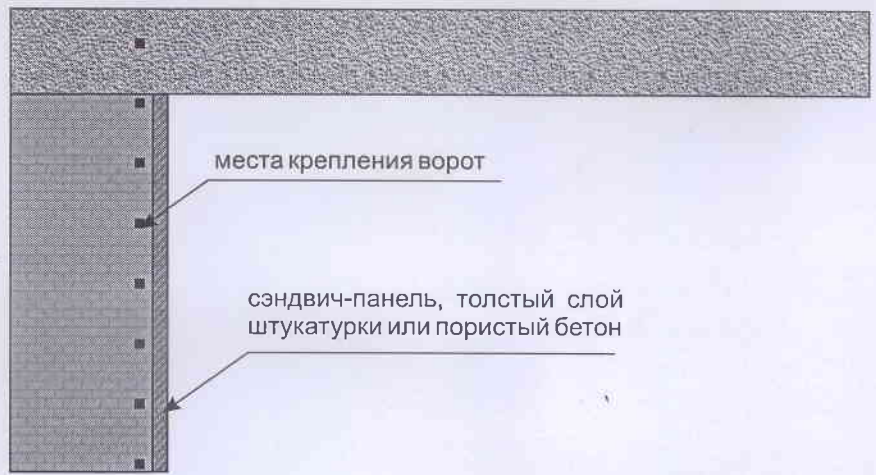 места крепления ворот
сэндвич-панель, толстый слой
штукатурки или пористый бетон